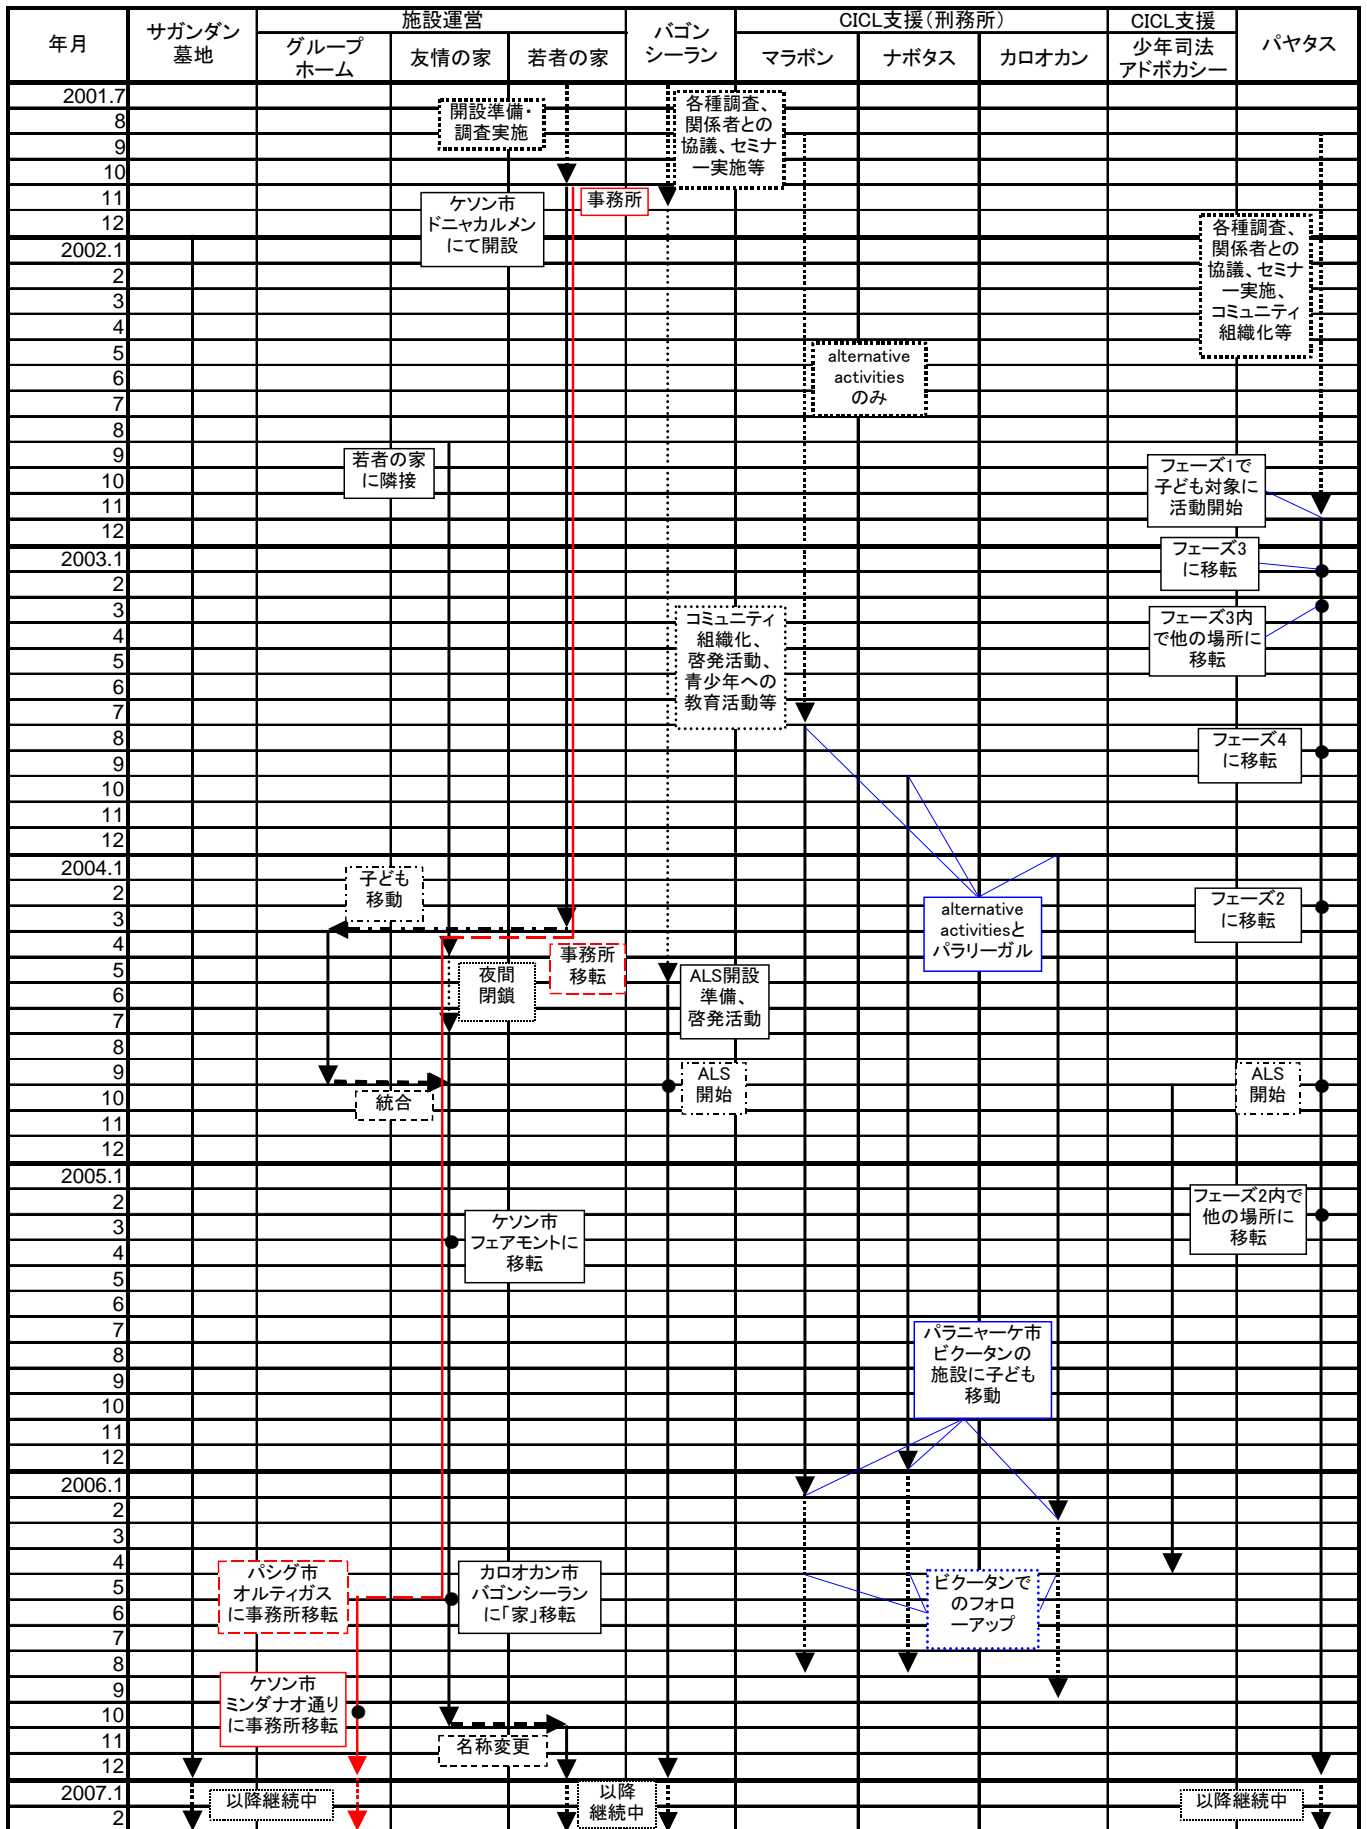 年月
サガンダン
墓地
施設運営
グループ
ホーム
友情の家
若者の家
バゴン
シーラン
CICL支援（刑務所）
マラボン
ナボタス
カロオカン
CICL支援
少年司法
アドボカシー
パヤタス
2001.7
8
9
10
11
12
2002.1
2
3
4
5
6
7
8
9
10
11
12
2003.1
2
3
4
5
6
7
8
9
10
11
12
2004.1
2
3
4
5
6
7
8
9
10
11
12
2005.1
2
3
4
5
6
7
8
9
10
11
12
2006.1
2
3
4
5
6
7
8
9
10
11
12
2007.1
2
開設準備・
調査実施
各種調査、
関係者との
協議、セミナ
ー実施等
事務所
ケソン市
ドニャカルメン
にて開設
各種調査、
関係者との
協議、セミナ
ー実施、
コミュニティ
組織化等
alternative
activities
のみ
若者の家
に隣接
フェーズ1で
子ども対象に
活動開始
フェーズ3
に移転
フェーズ3内
で他の場所に
移転
コミュニティ
組織化、
啓発活動、
青少年への
教育活動等
フェーズ4
に移転
子ども
移動
alternative
activitiesと
パラリーガル
フェーズ2
に移転
事務所
移転
夜間
閉鎖
ALS開設
準備、
啓発活動
ALS
開始
ALS
開始
統合
フェーズ2内で
他の場所に
移転
ケソン市
フェアモントに
移転
パラニャーケ市
ビクータンの
施設に子ども
移動
パシグ市
オルティガス
に事務所移転
カロオカン市
バゴンシーラン
に「家」移転
ビクータンで
のフォロ
ーアップ
ケソン市
ミンダナオ通り
に事務所移転
名称変更
以降継続中
以降
継続中
以降継続中